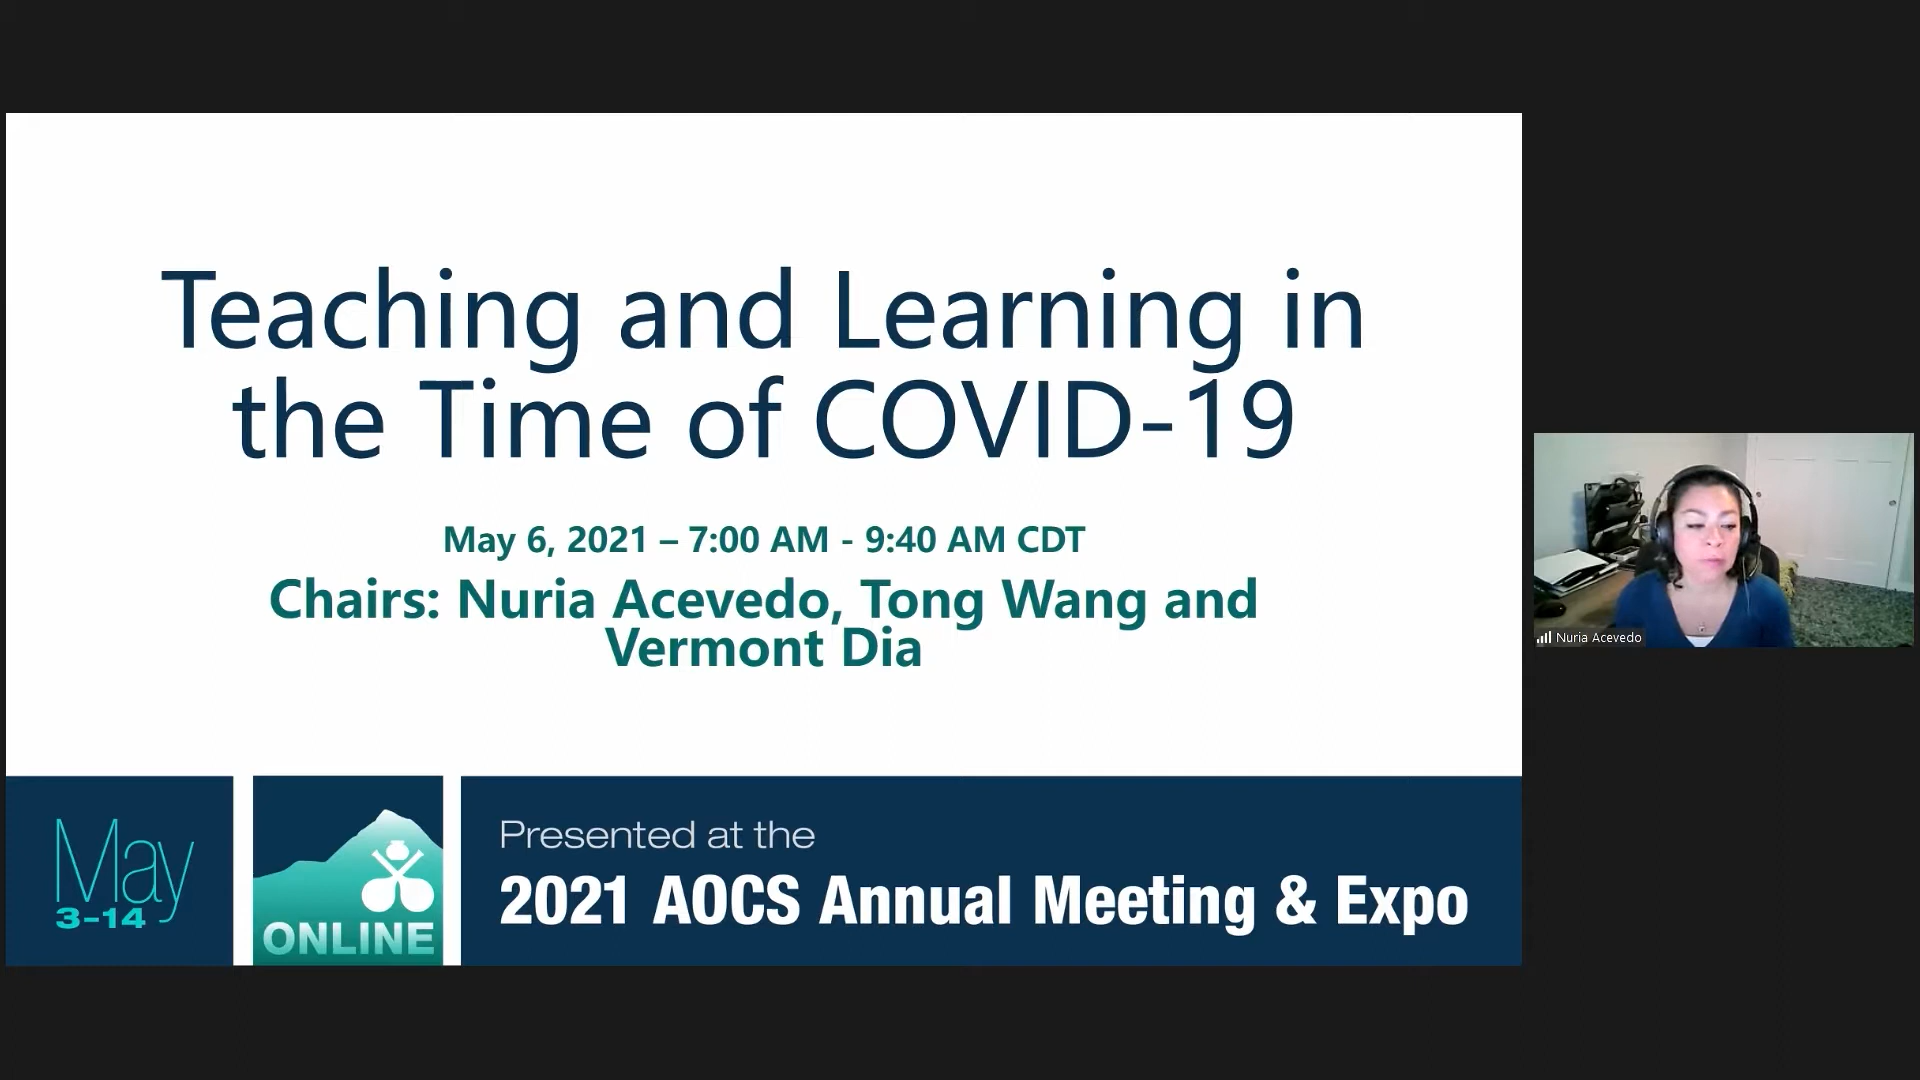 Teaching and Learning in
the Time of COVID-19
May 6, 2021 – 7:00 AM - 9:40 AM CDT
Chairs: Nuria Acevedo, Tong Wang and
Vermont Dia
May
3-14
ONLINE
Presented at the
2021 AOCS Annual Meeting & Expo
Nuria Acevedo